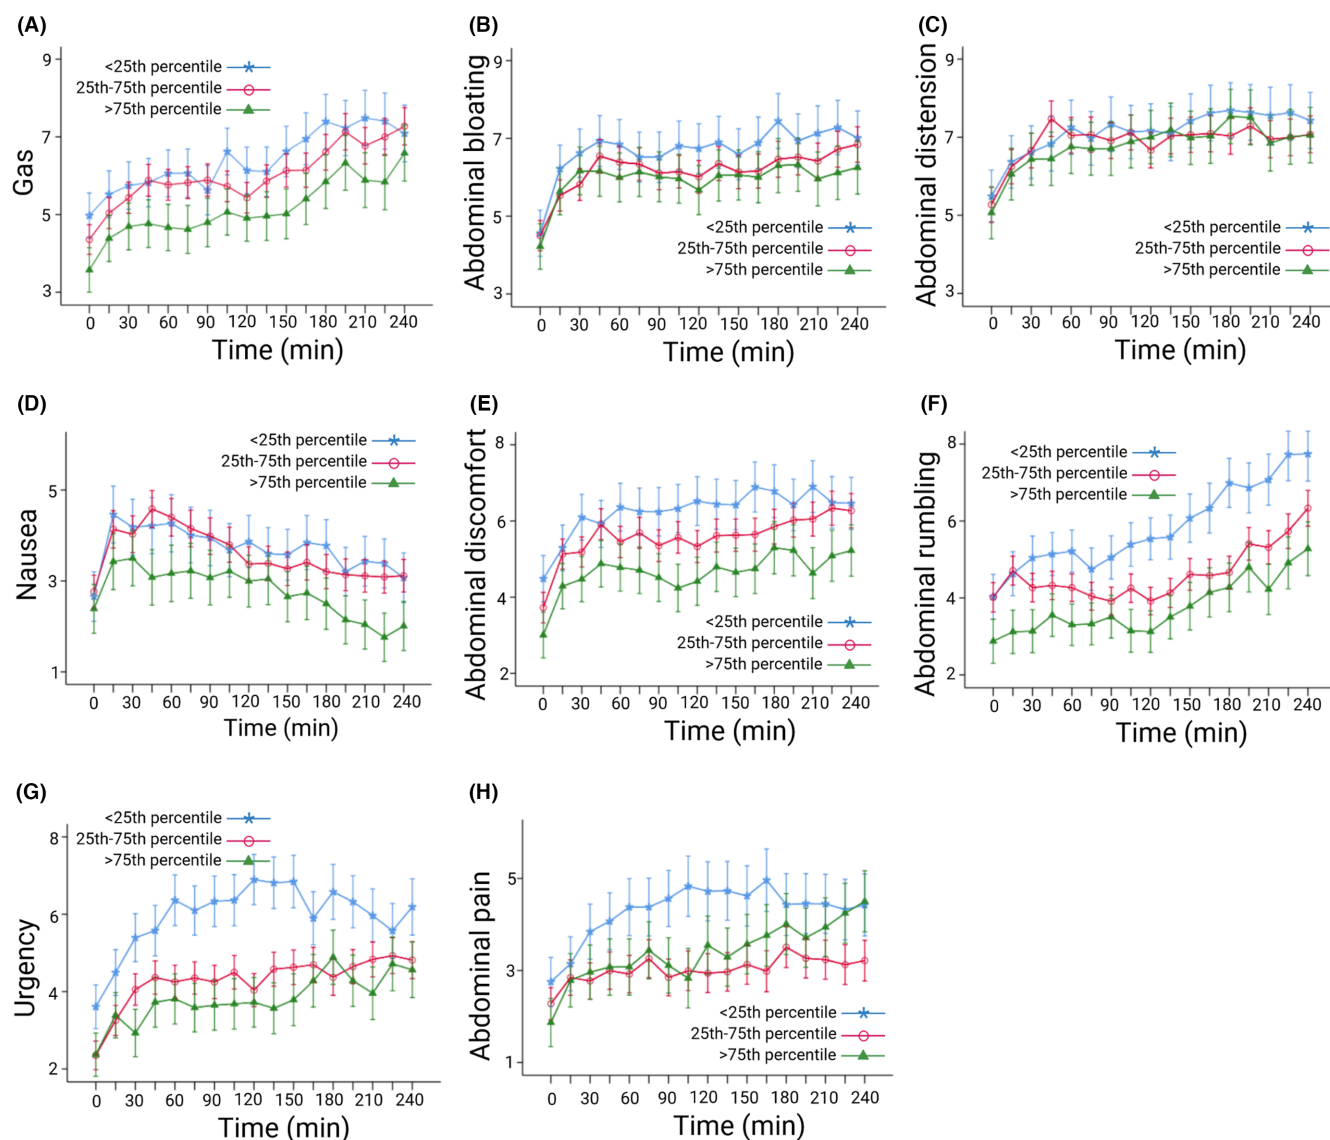 (A)
9
7
5
3
Gas
<25th percentile
25th-75th percentile
>75th percentile
0 30 60 90 120 150 180 210 240
Time (min)
(B)
9
7
5
3
Abdominal bloating
<25th percentile
25th-75th percentile
>75th percentile
0 30 60 90 120 150 180 210 240
Time (min)
(C)
9
7
5
3
Abdominal distension
<25th percentile
25th-75th percentile
>75th percentile
0 30 60 90 120 150 180 210 240
Time (min)
(D)
5
3
1
Nausea
<25th percentile
25th-75th percentile
>75th percentile
0 30 60 90 120 150 180 210 240
Time (min)
(E)
8
6
4
2
Abdominal discomfort
<25th percentile
25th-75th percentile
>75th percentile
0 30 60 90 120 150 180 210 240
Time (min)
(F)
8
6
4
2
Abdominal rumbling
<25th percentile
25th-75th percentile
>75th percentile
0 30 60 90 120 150 180 210 240
Time (min)
(G)
8
6
4
2
Urgency
<25th percentile
25th-75th percentile
>75th percentile
0 30 60 90 120 150 180 210 240
Time (min)
(H)
5
3
1
Abdominal pain
<25th percentile
25th-75th percentile
>75th percentile
0 30 60 90 120 150 180 210 240
Time (min)